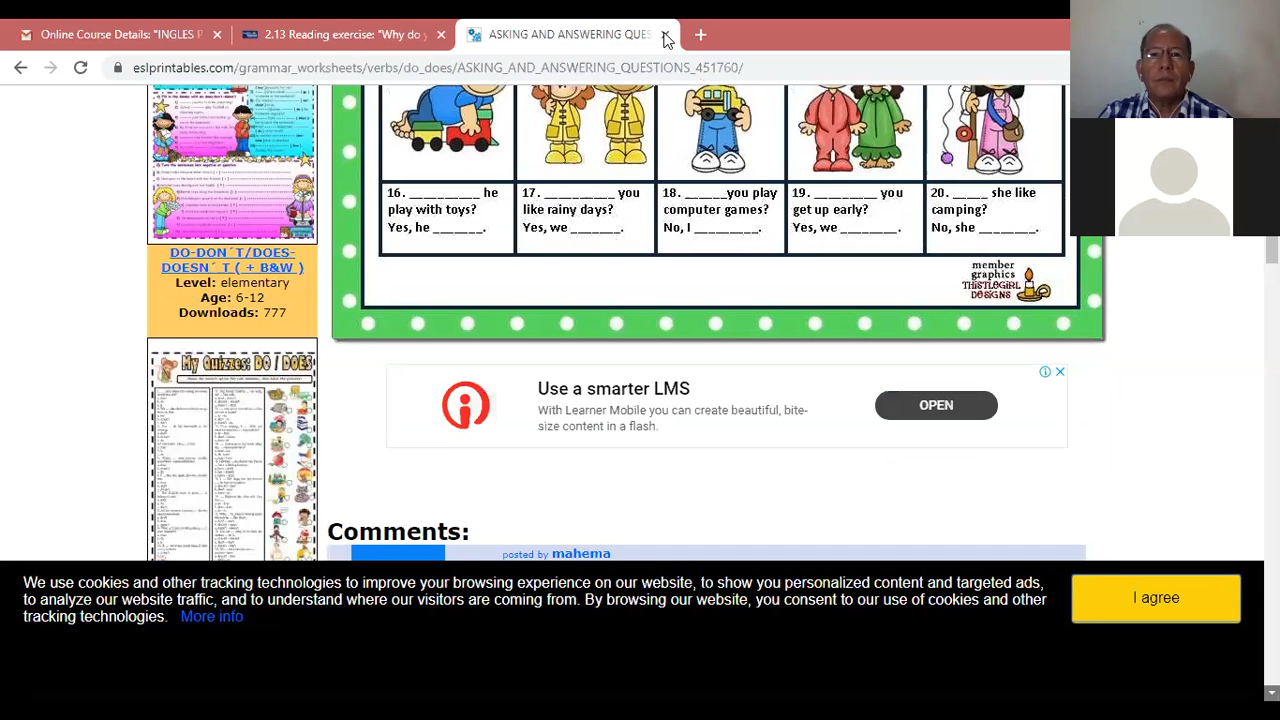 Online Course Details: "INGLES P
2.13 Reading exercise: "Why do y
ASKING AND ANSWERING QUES
eslprintables.com/grammar_worksheets/verbs/do_does/ASKING_AND_ANSWERING_QUESTIONS_451760/
16. __________ he
play with toys?
Yes, he _______.
17. ________ you
like rainy days?
Yes, we _______.
18. ______you play
computer games?
No, I _________.
19. _________ you
get up early?
Yes, we ________.
20. _____ she like
camping?
No, she ________.
member
graphics
THISTLEGIRL
DESIGNS
DO-DON´T/DOES-
DOESN´ T ( + B&W )
Level: elementary
Age: 6-12
Downloads: 777
My Quizzes: DO / DOES
Use a smarter LMS
With Learner Mobile you can create beautiful, bite-
size content in a flash.
OPEN
Comments:
posted by mahema
We use cookies and other tracking technologies to improve your browsing experience on our website, to show you personalized content and targeted ads,
to analyze our website traffic, and to understand where our visitors are coming from. By browsing our website, you consent to our use of cookies and other
tracking technologies. More info
I agree